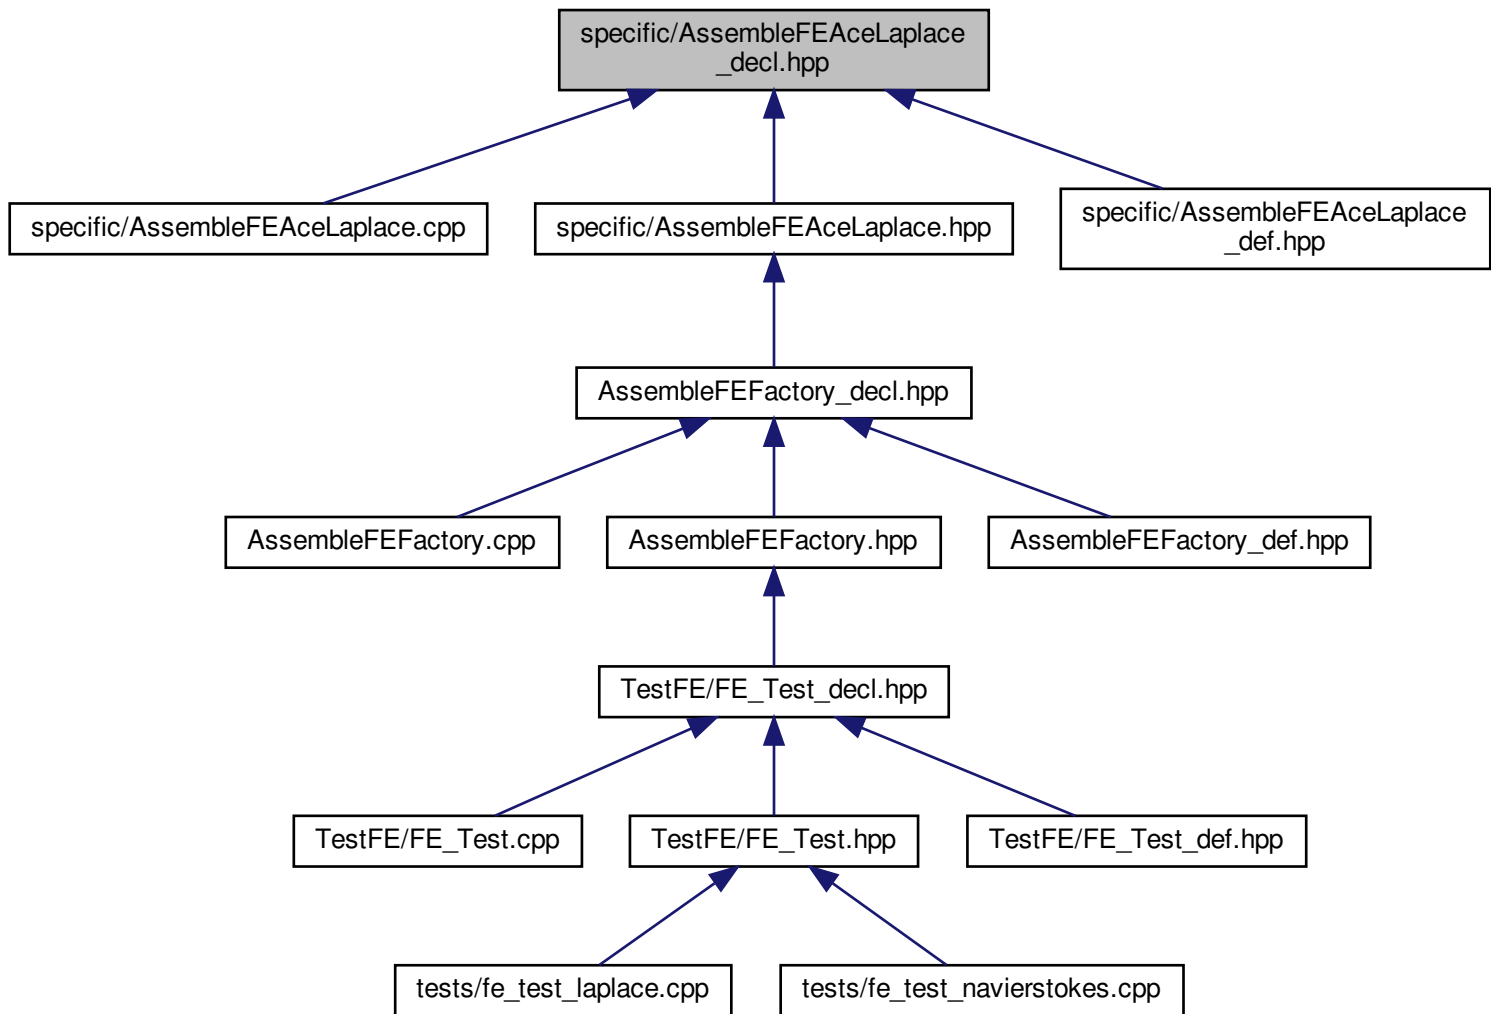 specific/AssembleFEAceLaplace
_decl.hpp
specific/AssembleFEAceLaplace.cpp
specific/AssembleFEAceLaplace.hpp
specific/AssembleFEAceLaplace
_def.hpp
AssembleFEFactory_decl.hpp
AssembleFEFactory.cpp
AssembleFEFactory.hpp
AssembleFEFactory_def.hpp
TestFE/FE_Test_decl.hpp
TestFE/FE_Test.cpp
TestFE/FE_Test.hpp
TestFE/FE_Test_def.hpp
tests/fe_test_laplace.cpp
tests/fe_test_navierstokes.cpp